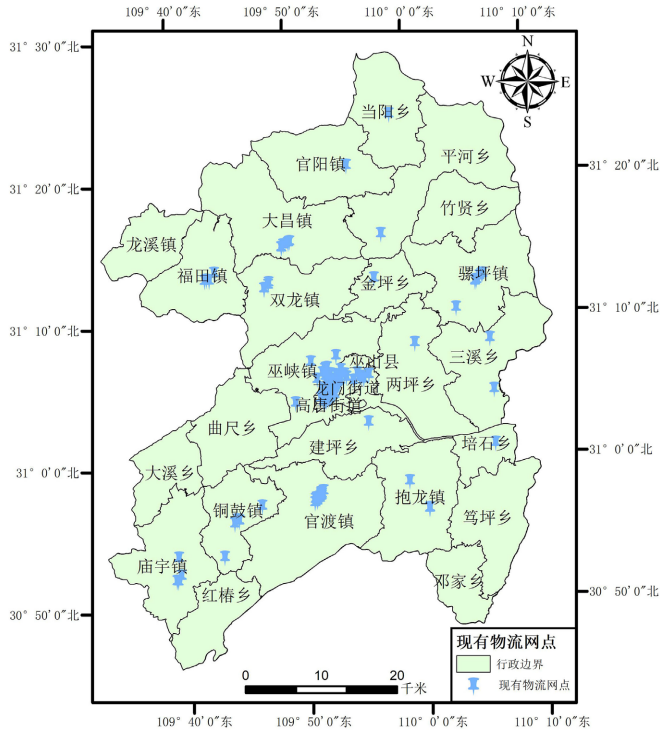 109° 40′0″东 109° 50′0″东 110° 0′0″东 110° 10′0″东
31° 30′0″北
N
W E
S
当阳乡
官阳镇
平河乡
31° 20′0″北
31° 20′0″北
竹贤乡
大昌镇
龙溪镇
福田镇
金坪乡
骡坪镇
双龙镇
31° 10′0″北
31° 10′0″北
三溪乡
巫山县
巫峡镇
两坪乡
龙门街道
高唐街道
曲尺乡
建坪乡
培石乡
31° 0′0″北
31° 0′0″北
大溪乡
抱龙镇
铜鼓镇
官渡镇
笃坪乡
庙宇镇
邓家乡
红椿乡
30° 50′0″北
30° 50′0″北
现有物流网点
行政边界
现有物流网点
0 10 20
千米
109° 40′0″东 109° 50′0″东 110° 0′0″东 110° 10′0″东